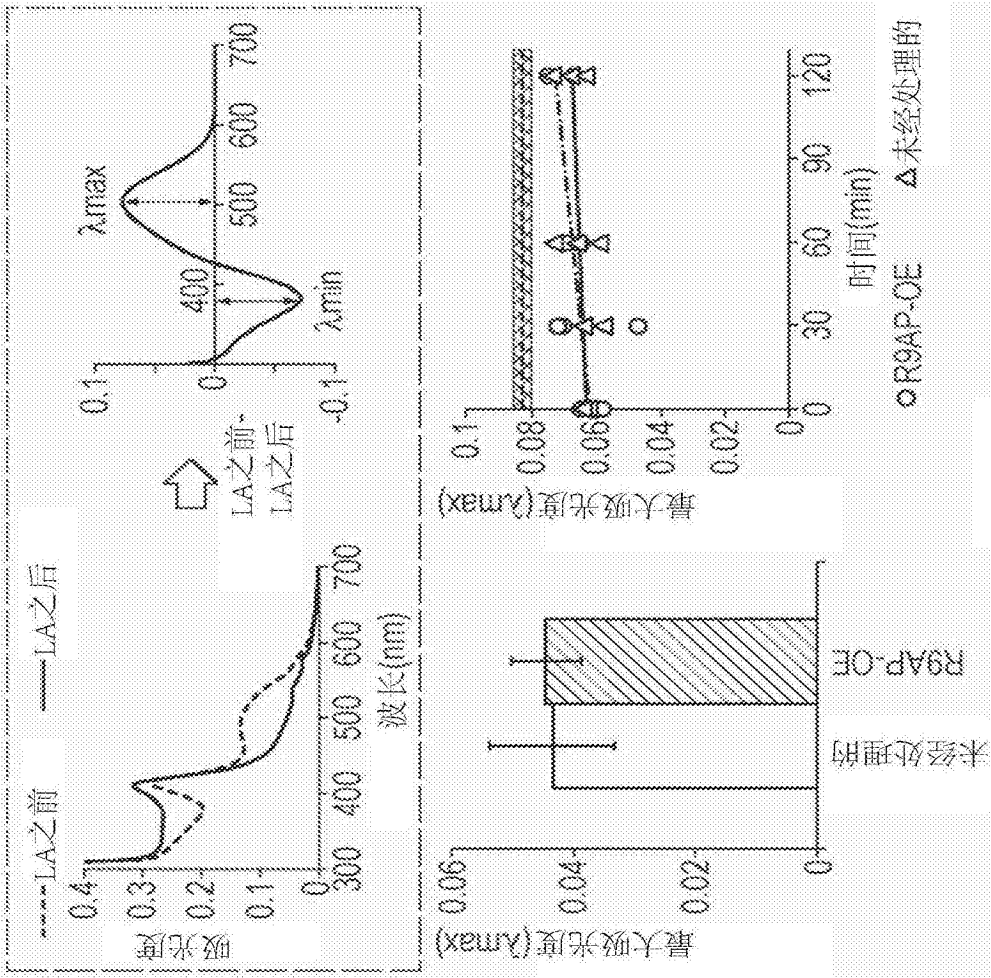 LA之前
LA之后
吸光度
0.4
0.3
0.2
0.1
0
300
400
500
600
700
波长(nm)
LA之前-
LA之后
0.1
0
-0.1
λmax
λmin
400
500
600
700
最大吸光度(λmax)
0.06
0.04
0.02
0
未经处理的
R9AP-OE
最大吸光度(λmax)
0.1
0.08
0.06
0.04
0.02
0
0
30
60
90
120
时间(min)
R9AP-OE
未经处理的